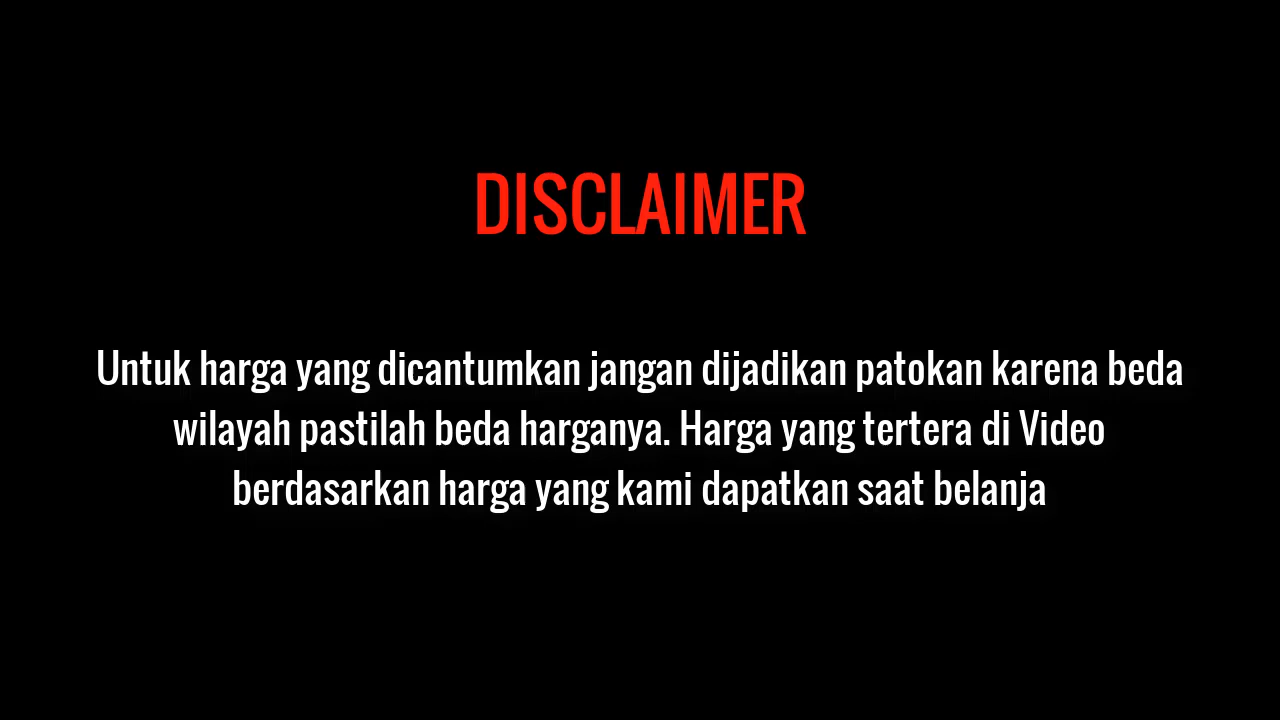 DISCLAIMER
Untuk harga yang dicantumkan jangan dijadikan patokan karena beda
wilayah pastilah beda harganya. Harga yang tertera di Video
berdasarkan harga yang kami dapatkan saat belanja